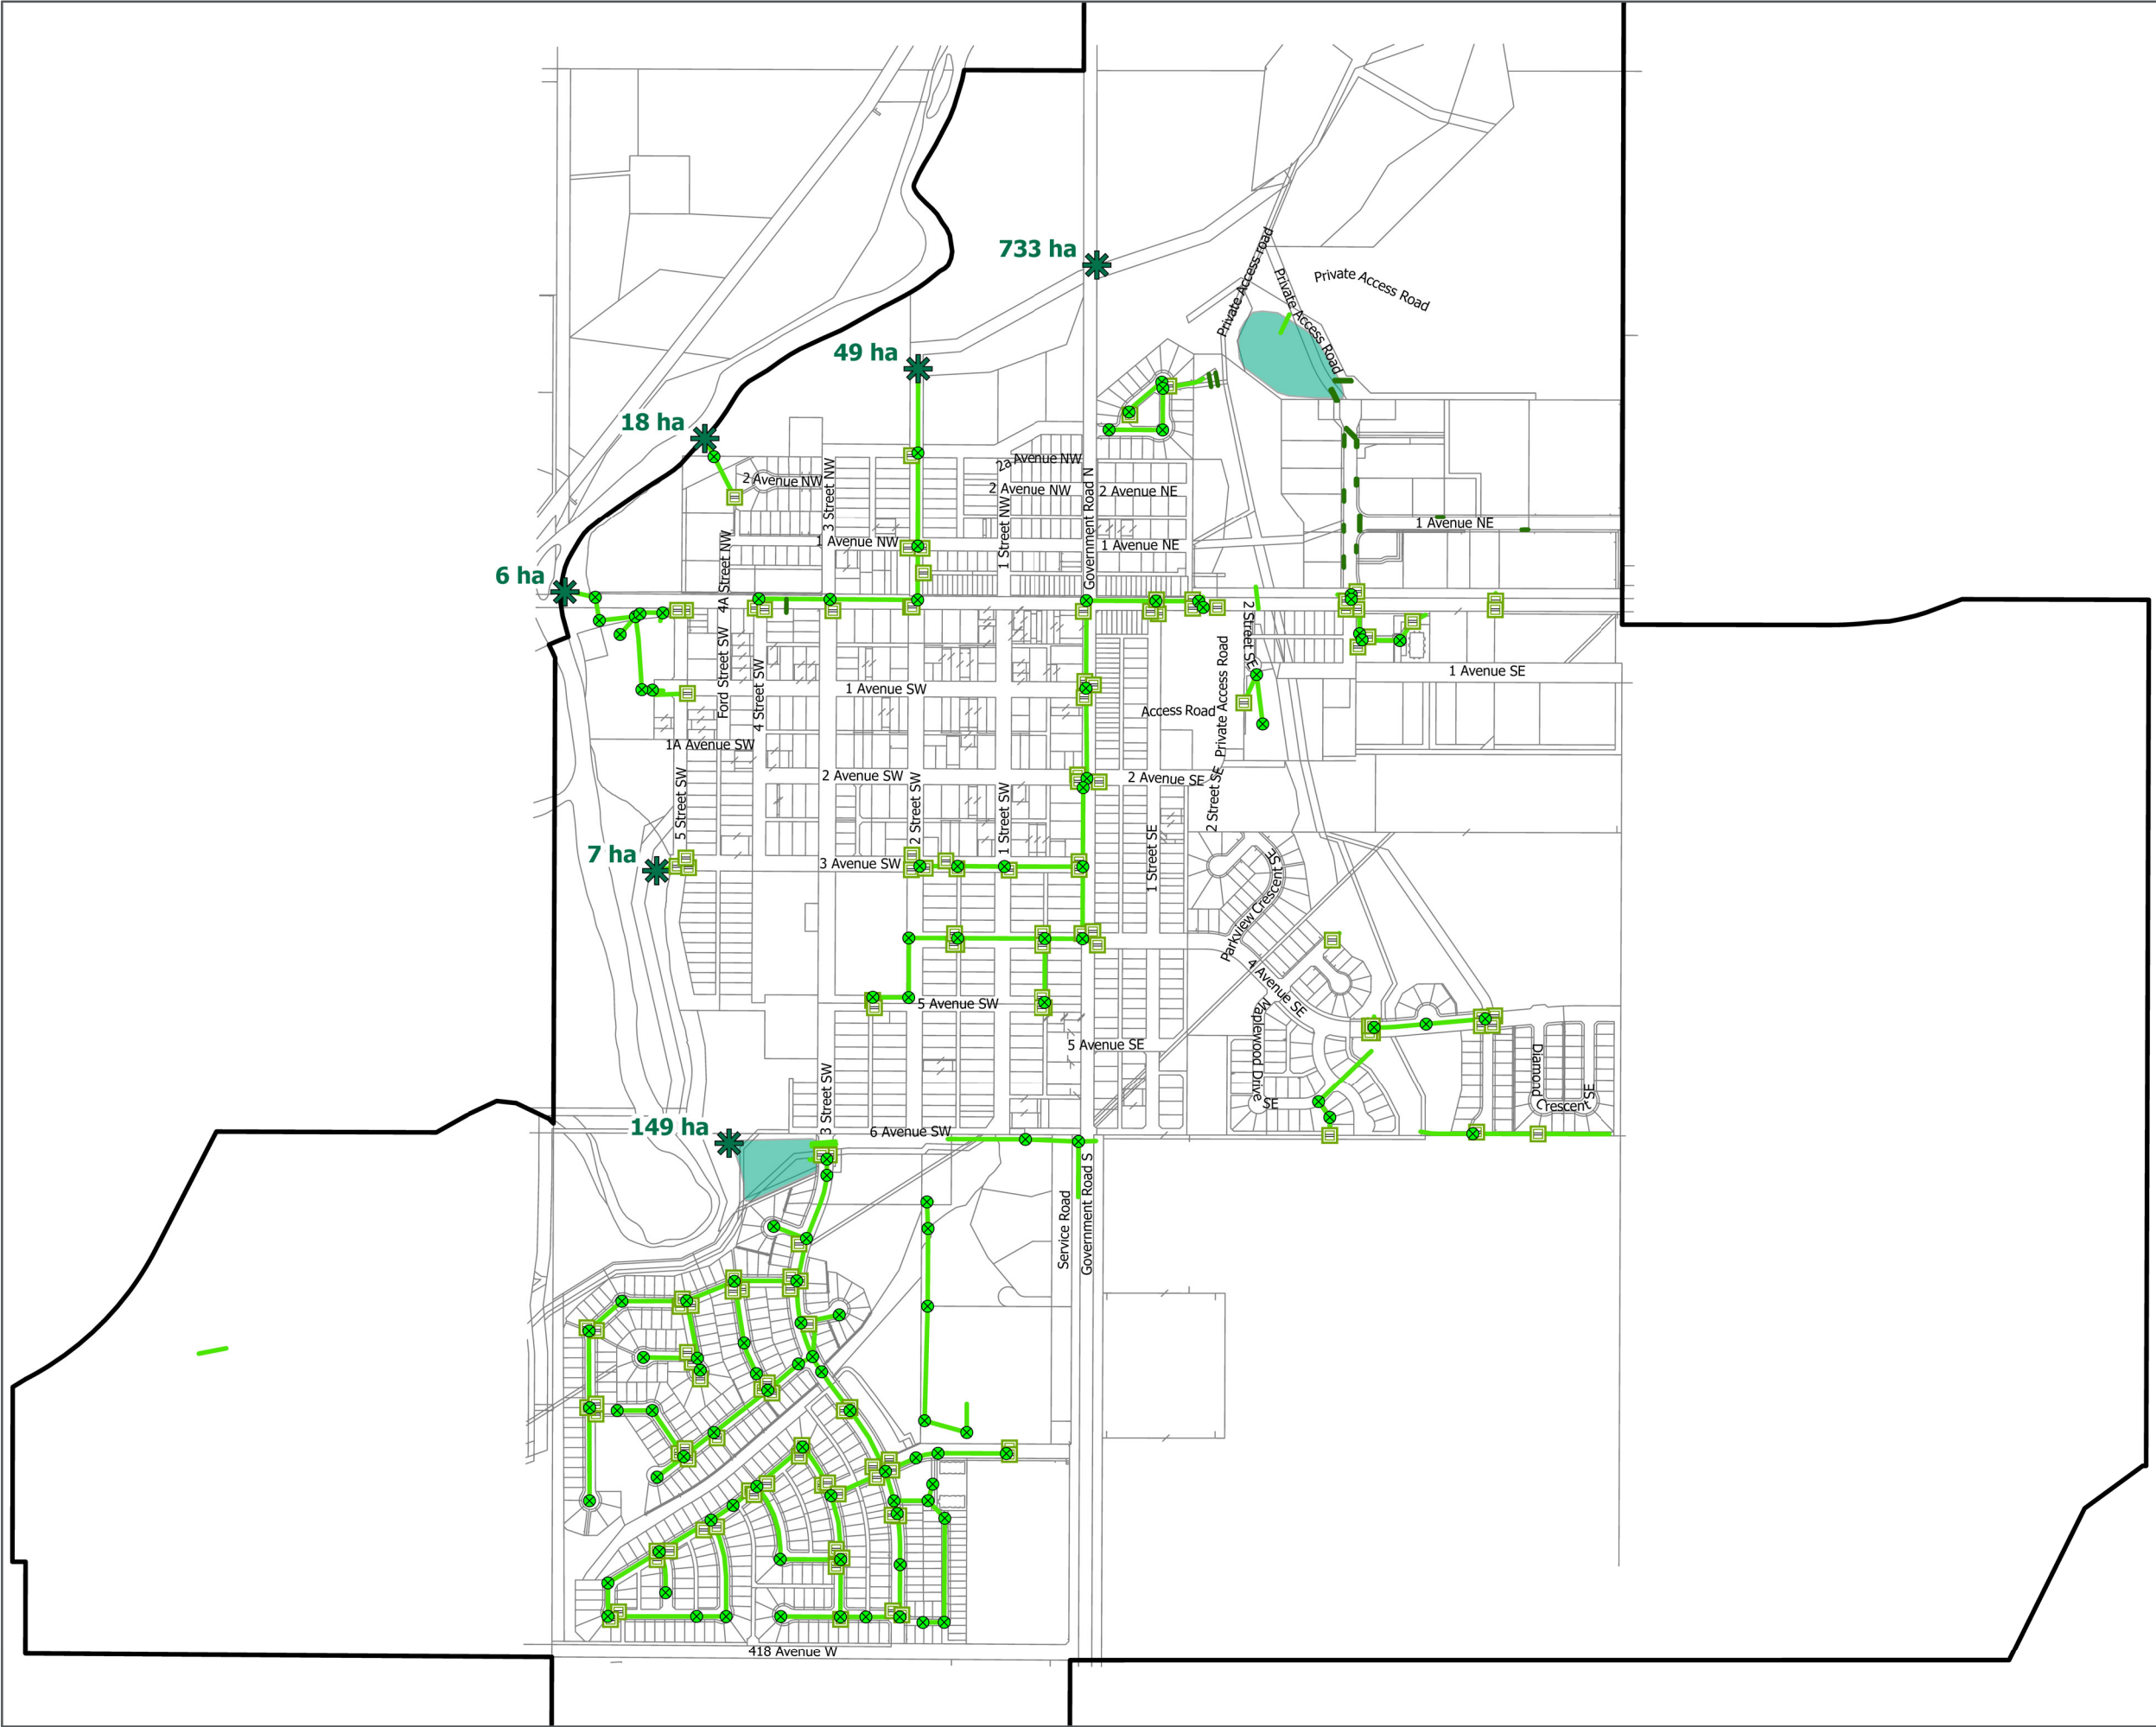 733 ha
Private Access road
Private Access Road
Private Access Road
49 ha
18 ha
2a Avenue NW
2 Avenue NW
3 Street NW
2 Avenue NW
2 Avenue NE
Government Road N
1 Street NW
1 Avenue NE
1 Avenue NW
1 Avenue NE
4A Street NW
6 ha
2 Street SE
Ford Street SW
4 Street SW
1 Avenue SW
Private Access Road
1 Avenue SE
Access Road
1A Avenue SW
2 Avenue SW
2 Avenue SE
5 Street SW
2 Street SW
1 Street SW
2 Street SE
7 ha
3 Avenue SW
1 Street SE
Parkview Crescent
SE
4 Avenue SE
5 Avenue SW
Maplewood Drive
SE
5 Avenue SE
Diamond
Crescent
SE
3 Street SW
149 ha
6 Avenue SW
Service Road
Government Road S
418 Avenue W